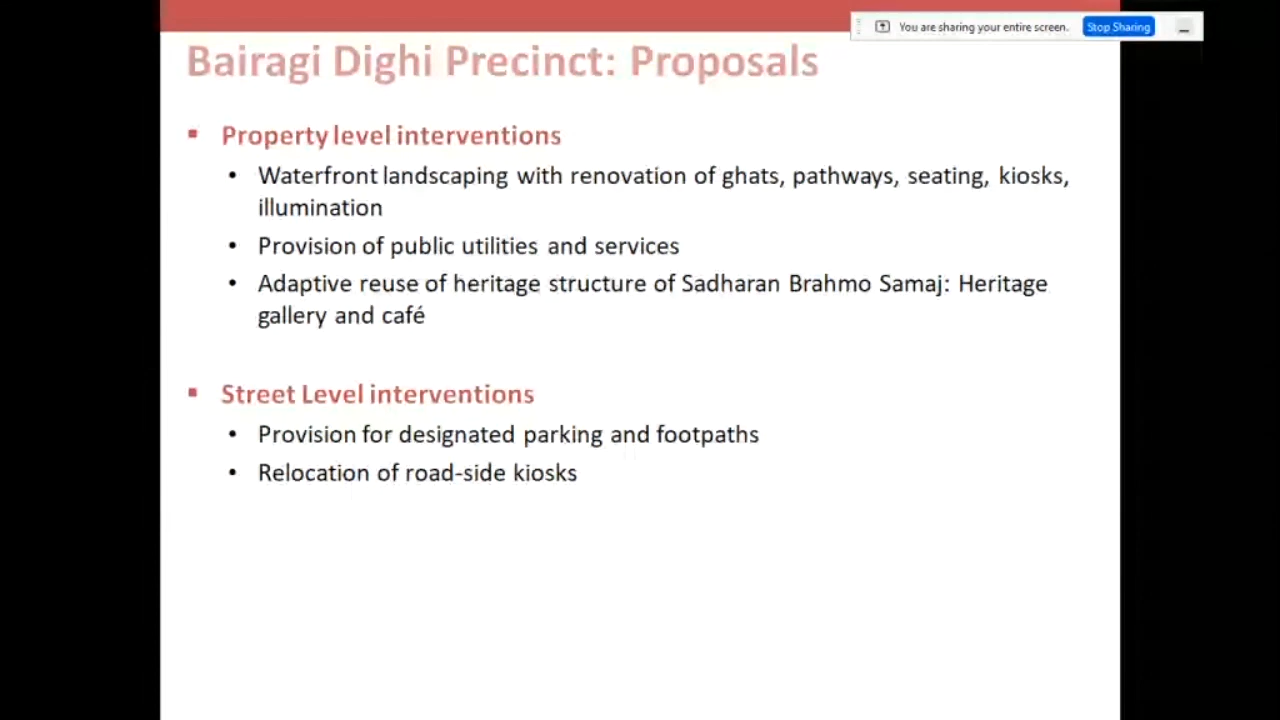 You are sharing your entire screen. Stop Sharing
Bairagi Dighi Precinct: Proposals
▪ Property level interventions
• Waterfront landscaping with renovation of ghats, pathways, seating, kiosks,
illumination
• Provision of public utilities and services
• Adaptive reuse of heritage structure of Sadharan Brahmo Samaj: Heritage
gallery and café
▪ Street Level interventions
• Provision for designated parking and footpaths
• Relocation of road-side kiosks